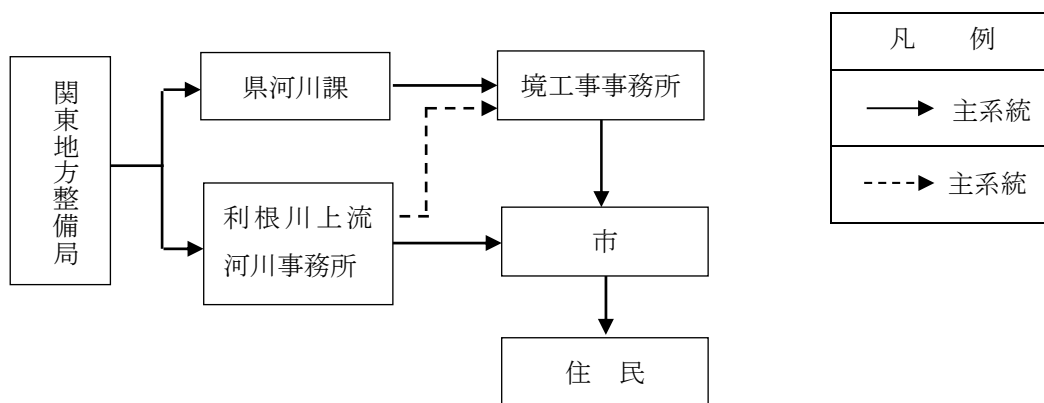 関東地方整備局
県河川課
利根川上流
河川事務所
境工事事務所
市
住　民
凡　　例
主系統
主系統